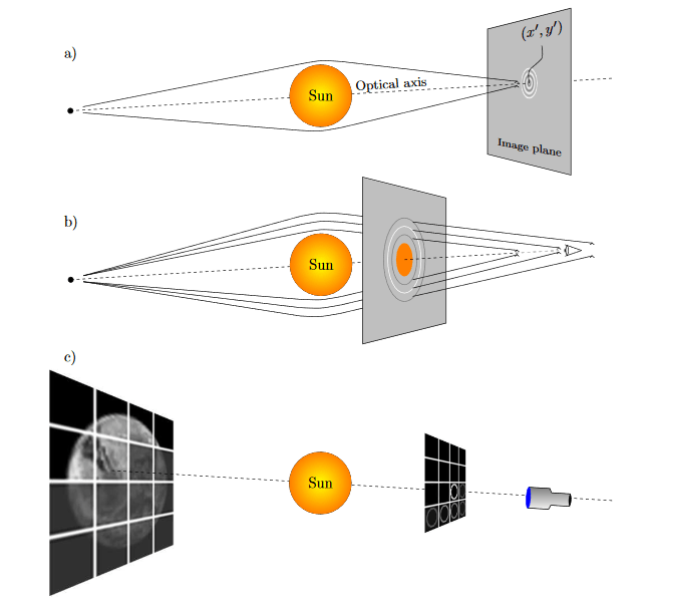 a)
(x′, y′)
Sun
Optical axis
Image plane
b)
Sun
c)
Sun